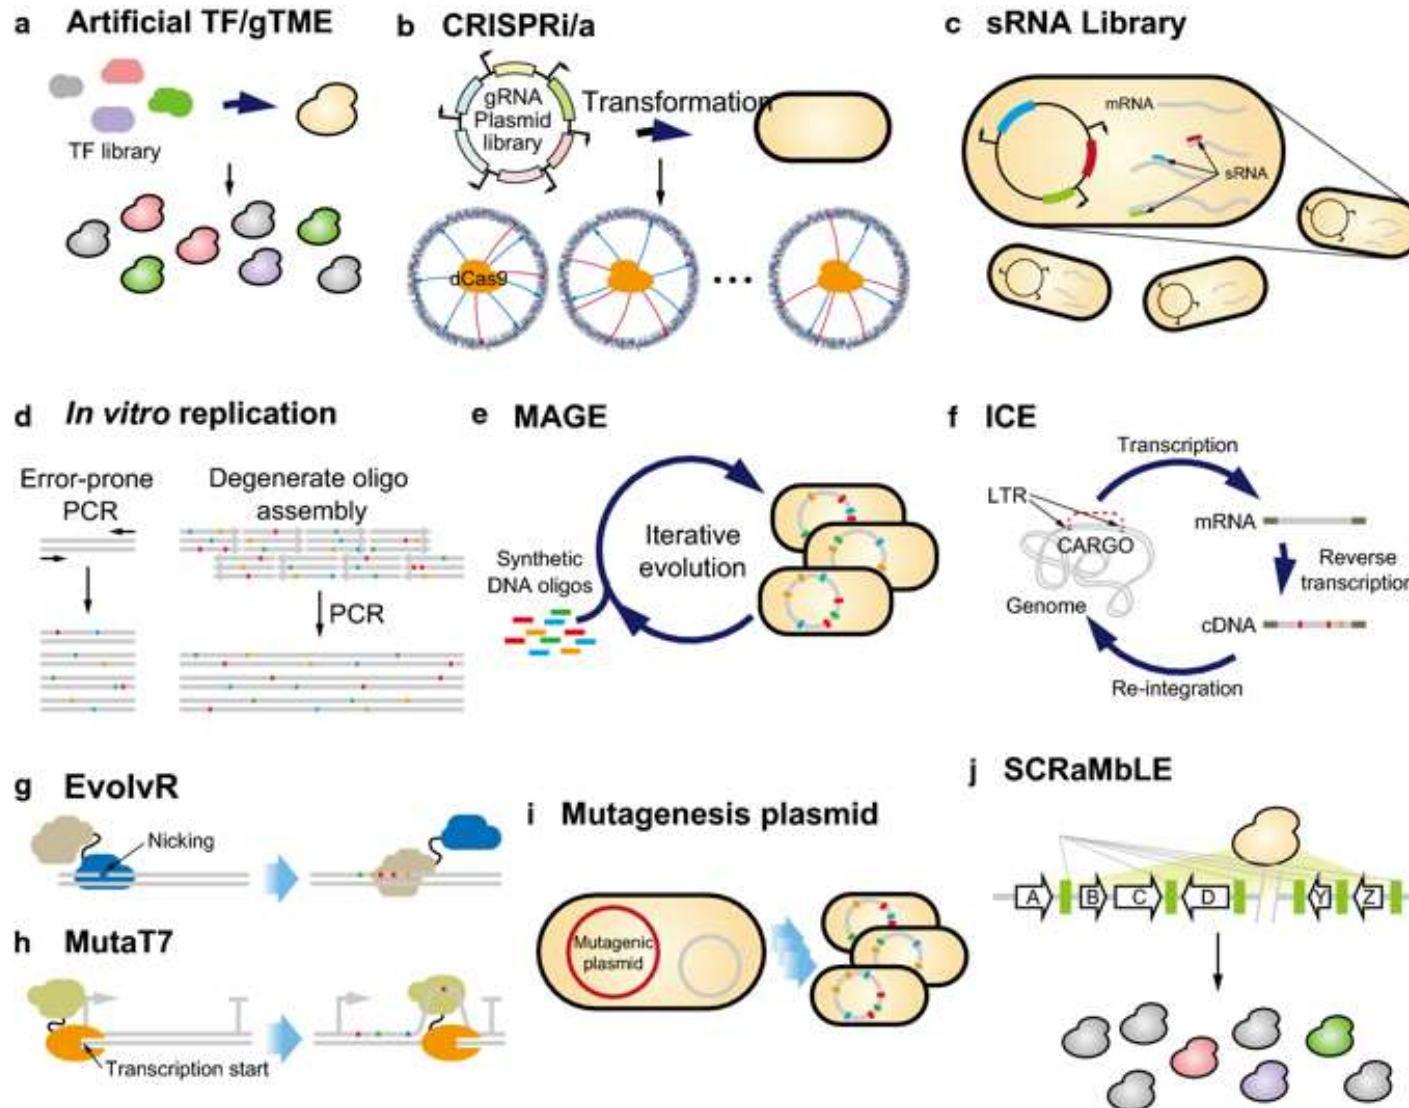 a Artificial TF/gTME
TF library
b CRISPRi/a
gRNA
Plasmid
library
Transformation
dCas9
...
c sRNA Library
mRNA
sRNA
d In vitro replication
Error-prone
PCR
Degenerate oligo
assembly
PCR
e MAGE
Synthetic
DNA oligos
Iterative
evolution
f ICE
Transcription
LTR
CARGO
Genome
mRNA
Reverse
transcription
cDNA
Re-integration
g EvolvR
Nicking
h MutaT7
Transcription start
i Mutagenesis plasmid
Mutagenic
plasmid
j SCRaMbLE
A B C D Y Z